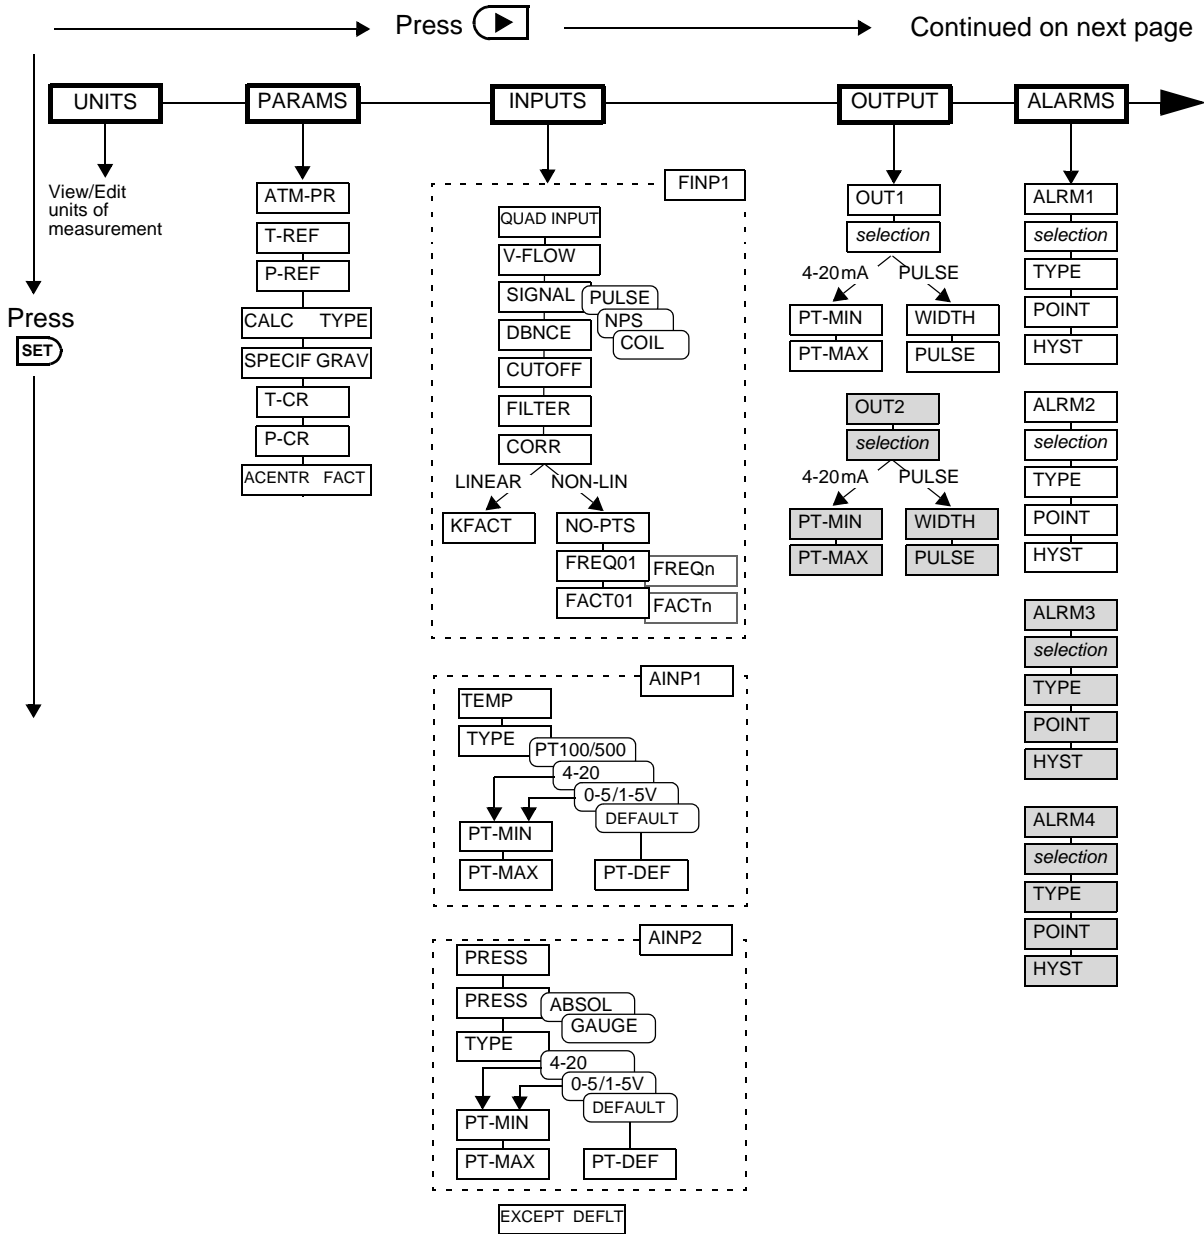 Press
Continued on next page
UNITS
PARAMS
INPUTS
OUTPUT
ALARMS
View/Edit
units of
measurement
Press
SET
ATM-PR
T-REF
P-REF
CALC TYPE
SPECIF GRAV
T-CR
P-CR
ACENTR FACT
FINP1
QUAD INPUT
V-FLOW
SIGNAL
PULSE
NPS
COIL
DBNCE
CUTOFF
FILTER
CORR
LINEAR
NON-LIN
KFACT
NO-PTS
FREQ01
FREQn
FACT01
FACTn
AINP1
TEMP
TYPE
PT100/500
4-20
0-5/1-5V
DEFAULT
PT-MIN
PT-MAX
PT-DEF
AINP2
PRESS
PRESS
ABSOL
GAUGE
TYPE
4-20
0-5/1-5V
DEFAULT
PT-MIN
PT-MAX
PT-DEF
EXCEPT DEFLT
OUT1
selection
4-20mA
PULSE
PT-MIN
WIDTH
PT-MAX
PULSE
OUT2
selection
4-20mA
PULSE
PT-MIN
WIDTH
PT-MAX
PULSE
ALRM1
selection
TYPE
POINT
HYST
ALRM2
selection
TYPE
POINT
HYST
ALRM3
selection
TYPE
POINT
HYST
ALRM4
selection
TYPE
POINT
HYST